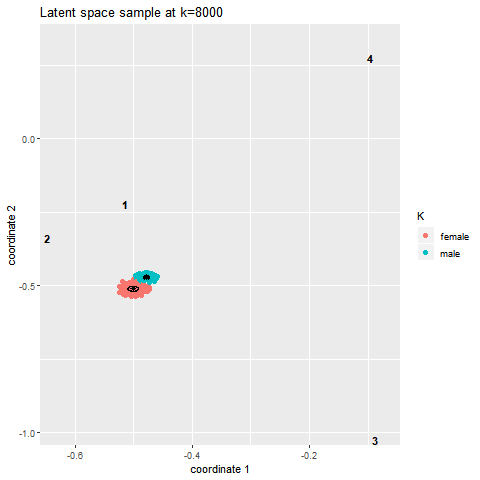 Latent space sample at k=8000
4
0.0
1
2
-0.5
-1.0
3
-0.6
-0.4
-0.2
coordinate 1
coordinate 2
K
female
male